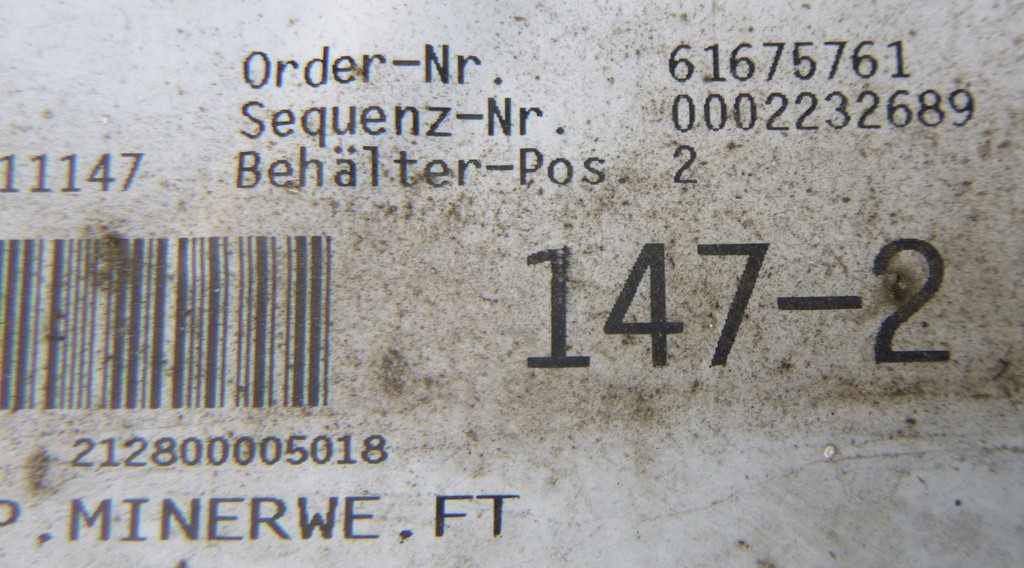 Order-Nr. 61675761
Sequenz-Nr. 0002232689
11147 Behälter-Pos. 2
147-2
212800005018
P.MINERWE.FT